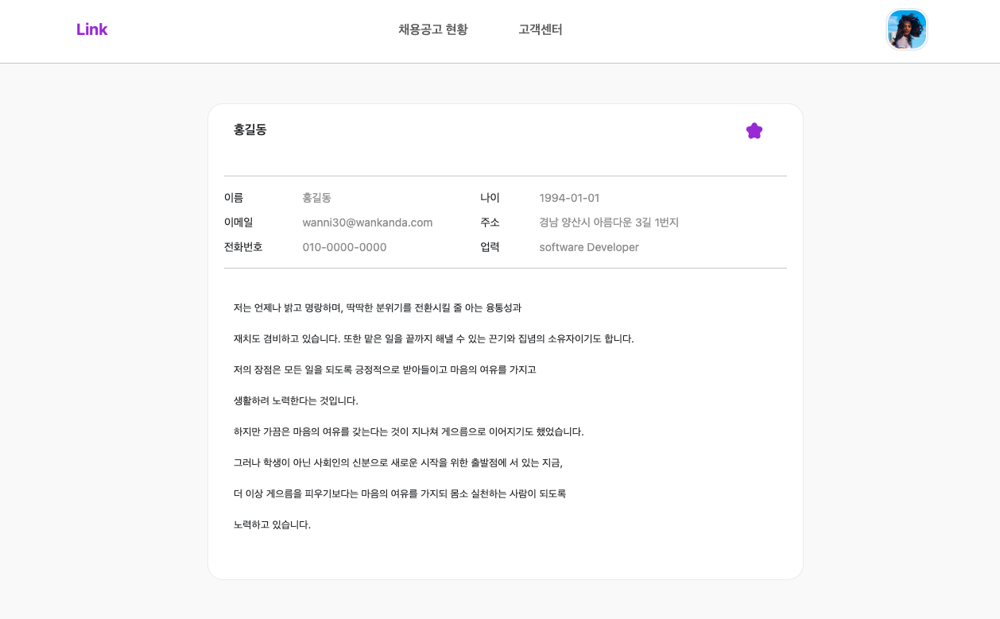 Link
채용공고 현황
고객센터
홍길동
이름 홍길동 나이 1994-01-01
이메일 wanni30@wankanda.com 주소 경남 양산시 아름다운 3길 1번지
전화번호 010-0000-0000 업력 software Developer
저는 언제나 밝고 명랑하며, 딱딱한 분위기를 전환시킬 줄 아는 융통성과
재치도 겸비하고 있습니다. 또한 맡은 일을 끝까지 해낼 수 있는 끈기와 집념의 소유자이기도 합니다.
저의 장점은 모든 일을 되도록 긍정적으로 받아들이고 마음의 여유를 가지고
생활하려 노력한다는 것입니다.
하지만 가끔은 마음의 여유를 갖는다는 것이 지나쳐 게으름으로 이어지기도 했었습니다.
그러나 학생이 아닌 사회인의 신분으로 새로운 시작을 위한 출발점에 서 있는 지금,
더 이상 게으름을 피우기보다는 마음의 여유를 가지되 몸소 실천하는 사람이 되도록
노력하고 있습니다.